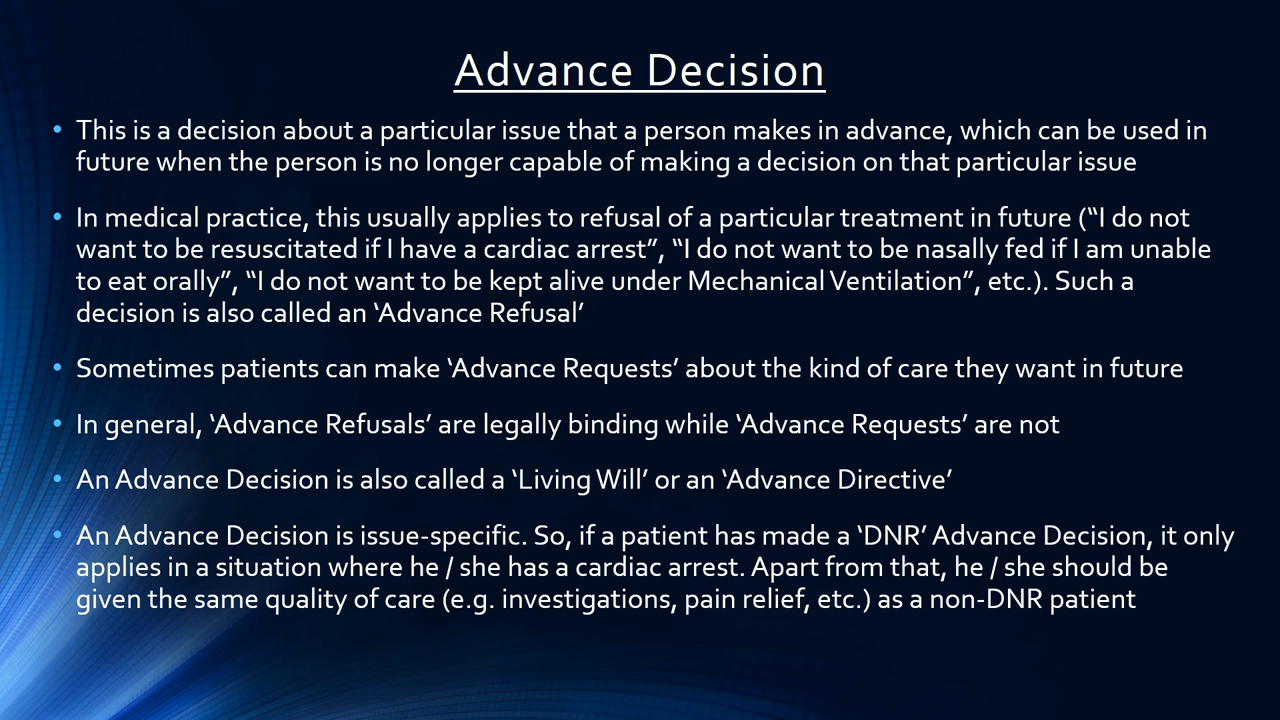 Advance Decision
• This is a decision about a particular issue that a person makes in advance, which can be used in
future when the person is no longer capable of making a decision on that particular issue
• In medical practice, this usually applies to refusal of a particular treatment in future (“I do not
want to be resuscitated if I have a cardiac arrest”, “I do not want to be nasally fed if I am unable
to eat orally”, “I do not want to be kept alive under Mechanical Ventilation”, etc.). Such a
decision is also called an ‘Advance Refusal’
• Sometimes patients can make ‘Advance Requests’ about the kind of care they want in future
• In general, ‘Advance Refusals’ are legally binding while ‘Advance Requests’ are not
• An Advance Decision is also called a ‘Living Will’ or an ‘Advance Directive’
• An Advance Decision is issue-specific. So, if a patient has made a ‘DNR’ Advance Decision, it only
applies in a situation where he / she has a cardiac arrest. Apart from that, he / she should be
given the same quality of care (e.g. investigations, pain relief, etc.) as a non-DNR patient